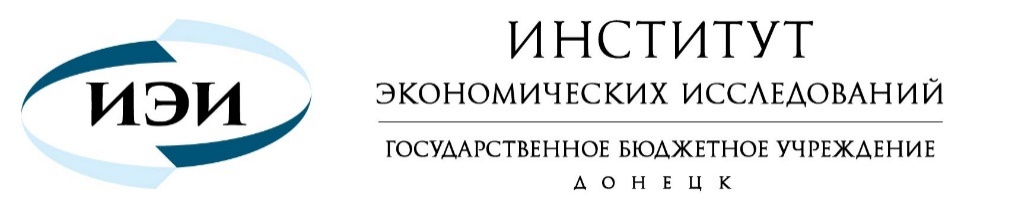 ИЭИ
ИНСТИТУТ
ЭКОНОМИЧЕСКИХ ИССЛЕДОВАНИЙ
ГОСУДАРСТВЕННОЕ БЮДЖЕТНОЕ УЧРЕЖДЕНИЕ
ДОНЕЦК